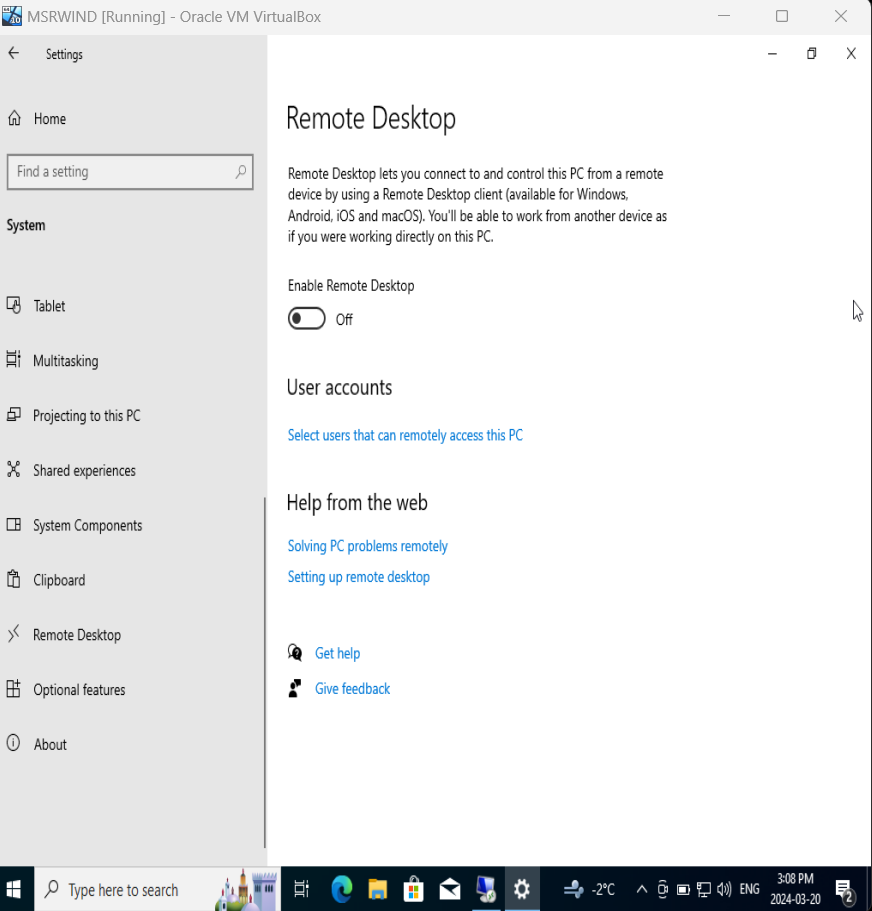 MSRWIND [Running] - Oracle VM VirtualBox
Settings
Home
Find a setting
System
Tablet
Multitasking
Projecting to this PC
Shared experiences
System Components
Clipboard
Remote Desktop
Optional features
About
Remote Desktop
Remote Desktop lets you connect to and control this PC from a remote
device by using a Remote Desktop client (available for Windows,
Android, iOS and macOS). You'll be able to work from another device as
if you were working directly on this PC.
Enable Remote Desktop
Off
User accounts
Select users that can remotely access this PC
Help from the web
Solving PC problems remotely
Setting up remote desktop
Get help
Give feedback
Type here to search
-2°C
ENG
3:08 PM
2024-03-20
2